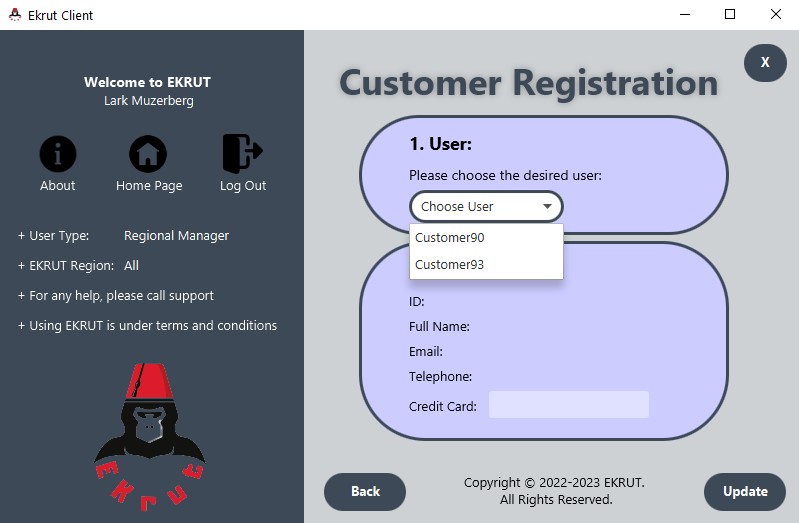 Ekrut Client
Welcome to EKRUT
Lark Muzerberg
About
Home Page
Log Out
+ User Type: Regional Manager
+ EKRUT Region: All
+ For any help, please call support
+ Using EKRUT is under terms and conditions
Ekrut
Customer Registration
X
1. User:
Please choose the desired user:
Choose User
Customer90
Customer93
ID:
Full Name:
Email:
Telephone:
Credit Card:
Back
Copyright © 2022-2023 EKRUT.
All Rights Reserved.
Update